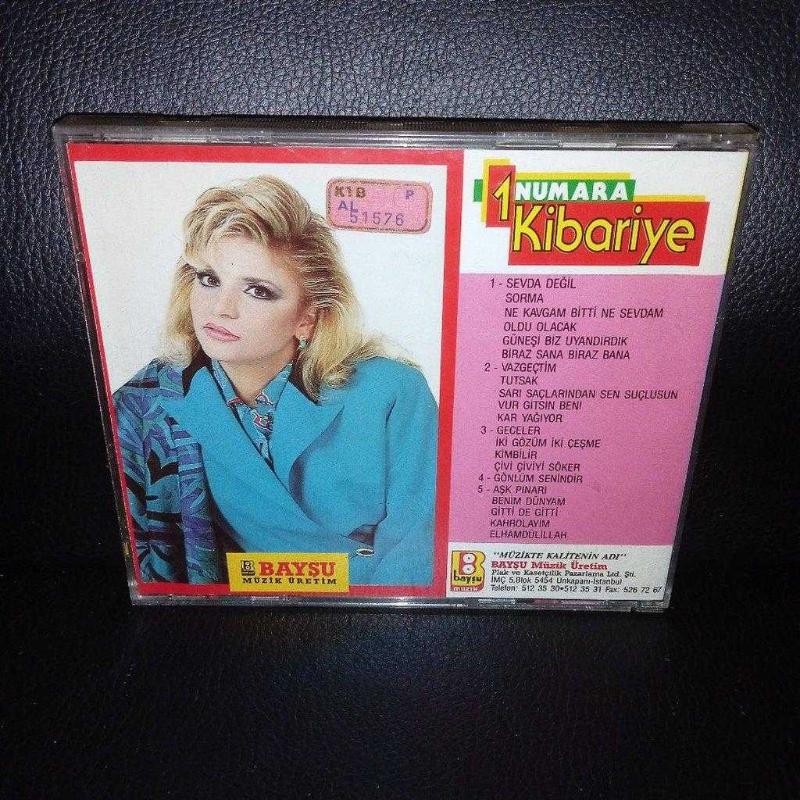 K1B P
AL
51576
1 NUMARA
Kibariye
1 - SEVDA DEĞİL
SORMA
NE KAVGAM BİTTİ NE SEVDAM
OLDU OLACAK
GÜNEŞİ BİZ UYANDIRDIK
BİRAZ SANA BİRAZ BANA
2 - VAZGEÇTİM
TUTSAK
SARI SAÇLARINDAN SEN SUÇLUSUN
VUR GİTSİN BENİ
KAR YAĞIYOR
3 - GECELER
İKİ GÖZÜM İKİ ÇEŞME
KİMBİLİR
ÇİVİ ÇİVİYİ SÖKER
4 - GÖNLÜM SENİNDİR
5 - AŞK PINARI
BENİM DÜNYAM
GİTTİ DE GİTTİ
KAHROLAYIM
ELHAMDÜLİLLAH
BAYŞU
MÜZİK ÜRETİM
bayşu
MÜZİK
"MÜZİKTE KALİTENİN ADI"
BAYŞU Müzik Üretim
Plak ve Kasetçilik Pazarlama Ltd. Şti.
İMÇ 5.Blok 5454 Unkapanı-İstanbul
Telefon: 512 35 30•512 35 31 Fax: 526 72 67